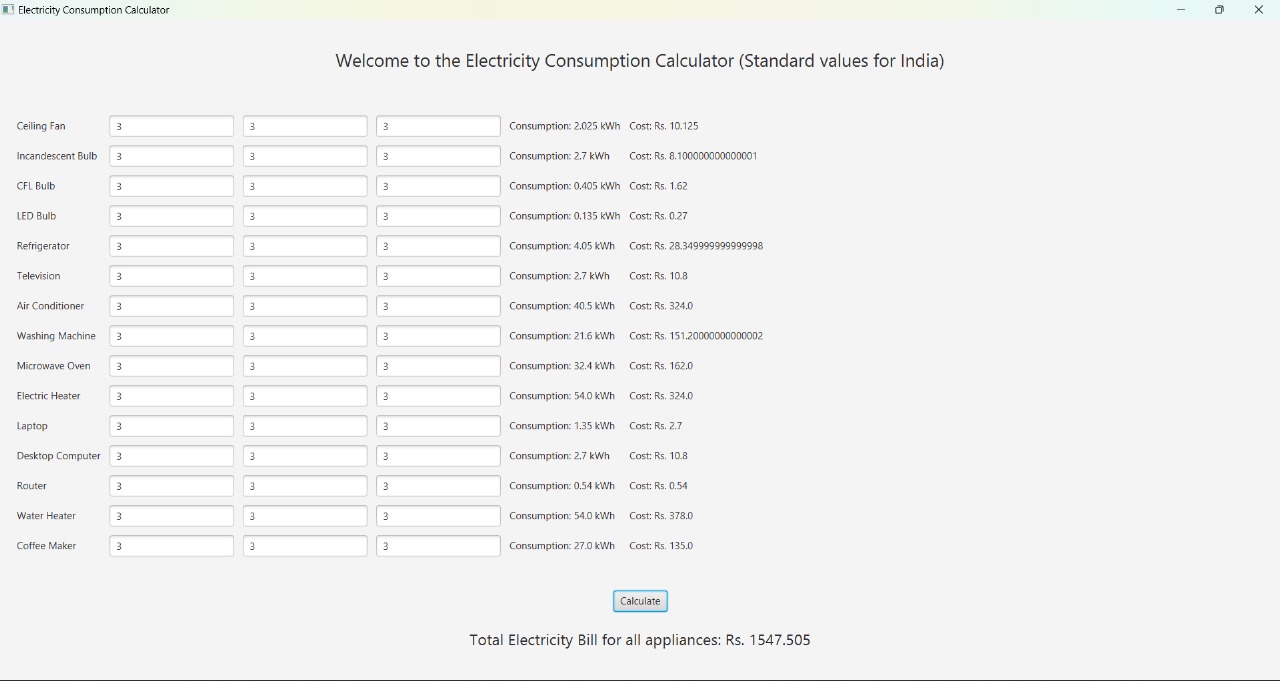 Electricity Consumption Calculator
Welcome to the Electricity Consumption Calculator (Standard values for India)
Ceiling Fan 3 3 3 Consumption: 2.025 kWh Cost: Rs. 10.125
Incandescent Bulb 3 3 3 Consumption: 2.7 kWh Cost: Rs. 8.100000000000001
CFL Bulb 3 3 3 Consumption: 0.405 kWh Cost: Rs. 1.62
LED Bulb 3 3 3 Consumption: 0.135 kWh Cost: Rs. 0.27
Refrigerator 3 3 3 Consumption: 4.05 kWh Cost: Rs. 28.349999999999998
Television 3 3 3 Consumption: 2.7 kWh Cost: Rs. 10.8
Air Conditioner 3 3 3 Consumption: 40.5 kWh Cost: Rs. 324.0
Washing Machine 3 3 3 Consumption: 21.6 kWh Cost: Rs. 151.20000000000002
Microwave Oven 3 3 3 Consumption: 32.4 kWh Cost: Rs. 162.0
Electric Heater 3 3 3 Consumption: 54.0 kWh Cost: Rs. 324.0
Laptop 3 3 3 Consumption: 1.35 kWh Cost: Rs. 2.7
Desktop Computer 3 3 3 Consumption: 2.7 kWh Cost: Rs. 10.8
Router 3 3 3 Consumption: 0.54 kWh Cost: Rs. 0.54
Water Heater 3 3 3 Consumption: 54.0 kWh Cost: Rs. 378.0
Coffee Maker 3 3 3 Consumption: 27.0 kWh Cost: Rs. 135.0
Calculate
Total Electricity Bill for all appliances: Rs. 1547.505